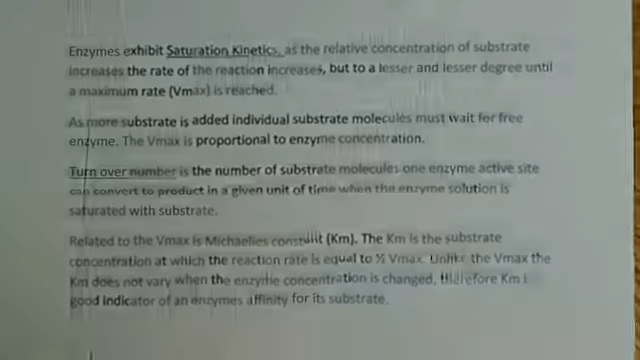 Enzymes exhibit Saturation Kinetics, as the relative concentration of substrate
increases the rate of the reaction increases, but to a lesser and lesser degree until
a maximum rate (Vmax) is reached.
As more substrate is added individual substrate molecules must wait for free
enzyme. The Vmax is proportional to enzyme concentration.
Turn over number is the number of substrate molecules one enzyme active site
can convert to product in a given unit of time when the enzyme solution is
saturated with substrate.
Related to the Vmax is Michaelies constant (Km). The Km is the substrate
concentration at which the reaction rate is equal to ½ Vmax. Unlike the Vmax the
Km does not vary when the enzyme concentration is changed, therefore Km
good indicator of an enzymes affinity for its substrate.